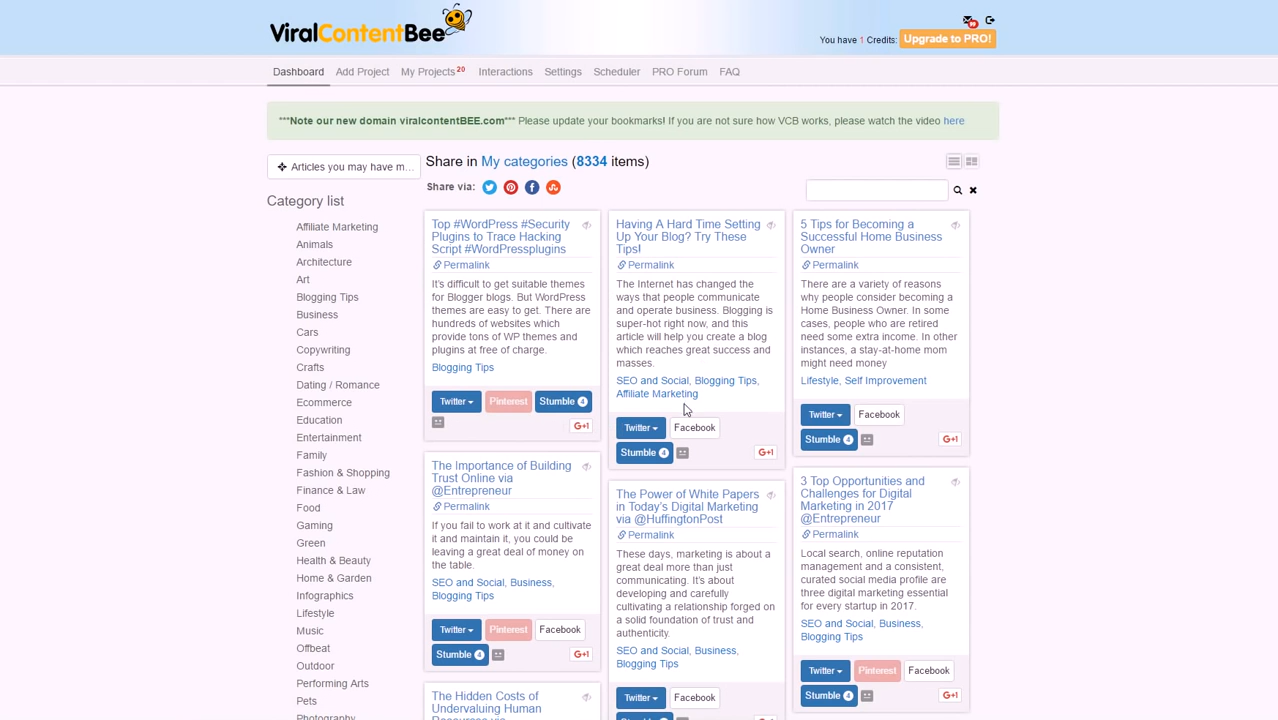 ViralContentBee
You have 1 Credits: Upgrade to PRO!
Dashboard Add Project My Projects 20 Interactions Settings Scheduler PRO Forum FAQ
***Note our new domain viralcontentBEE.com*** Please update your bookmarks! If you are not sure how VCB works, please watch the video here
Articles you may have m...
Share in My categories (8334 items)
Share via:
Category list
Affiliate Marketing
Animals
Architecture
Art
Blogging Tips
Business
Cars
Copywriting
Crafts
Dating / Romance
Ecommerce
Education
Entertainment
Family
Fashion & Shopping
Finance & Law
Food
Gaming
Green
Health & Beauty
Home & Garden
Infographics
Lifestyle
Music
Offbeat
Outdoor
Performing Arts
Pets
Photography
Top #WordPress #Security
Plugins to Trace Hacking
Script #WordPressplugins
Permalink
It's difficult to get suitable themes
for Blogger blogs. But WordPress
themes are easy to get. There are
hundreds of websites which
provide tons of WP themes and
plugins at free of charge.
Blogging Tips
Twitter Pinterest Stumble 4
G+1
The Importance of Building
Trust Online via
@Entrepreneur
Permalink
If you fail to work at it and cultivate
it and maintain it, you could be
leaving a great deal of money on
the table.
SEO and Social, Business,
Blogging Tips
Twitter Pinterest Facebook
Stumble 4
G+1
The Hidden Costs of
Undervaluing Human
Having A Hard Time Setting
Up Your Blog? Try These
Tips!
Permalink
The Internet has changed the
ways that people communicate
and operate business. Blogging is
super-hot right now, and this
article will help you create a blog
which reaches great success and
masses.
SEO and Social, Blogging Tips,
Affiliate Marketing
Twitter Facebook
Stumble 4
G+1
The Power of White Papers
in Today's Digital Marketing
via @HuffingtonPost
Permalink
These days, marketing is about a
great deal more than just
communicating. It's about
developing and carefully
cultivating a relationship forged on
a solid foundation of trust and
authenticity.
SEO and Social, Business,
Blogging Tips
Twitter Facebook
5 Tips for Becoming a
Successful Home Business
Owner
Permalink
There are a variety of reasons
why people consider becoming a
Home Business Owner. In some
cases, people who are retired
need some extra income. In other
instances, a stay-at-home mom
might need money
Lifestyle, Self Improvement
Twitter Facebook
Stumble 4
G+1
3 Top Opportunities and
Challenges for Digital
Marketing in 2017
@Entrepreneur
Permalink
Local search, online reputation
management and a consistent,
curated social media profile are
three digital marketing essential
for every startup in 2017.
SEO and Social, Business,
Blogging Tips
Twitter Pinterest Facebook
Stumble 4
G+1